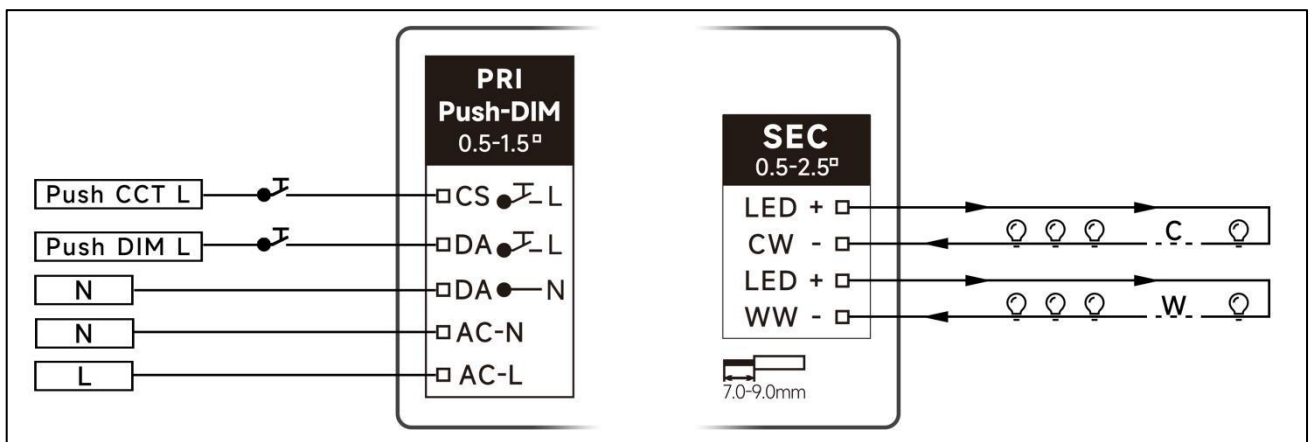 PRI
Push-DIM
0.5-1.5▫
Push CCT L
CS L
Push DIM L
DA L
N
DA N
N
AC-N
L
AC-L
SEC
0.5-2.5▫
LED + 
CW -
C
LED +
WW -
W
7.0-9.0mm